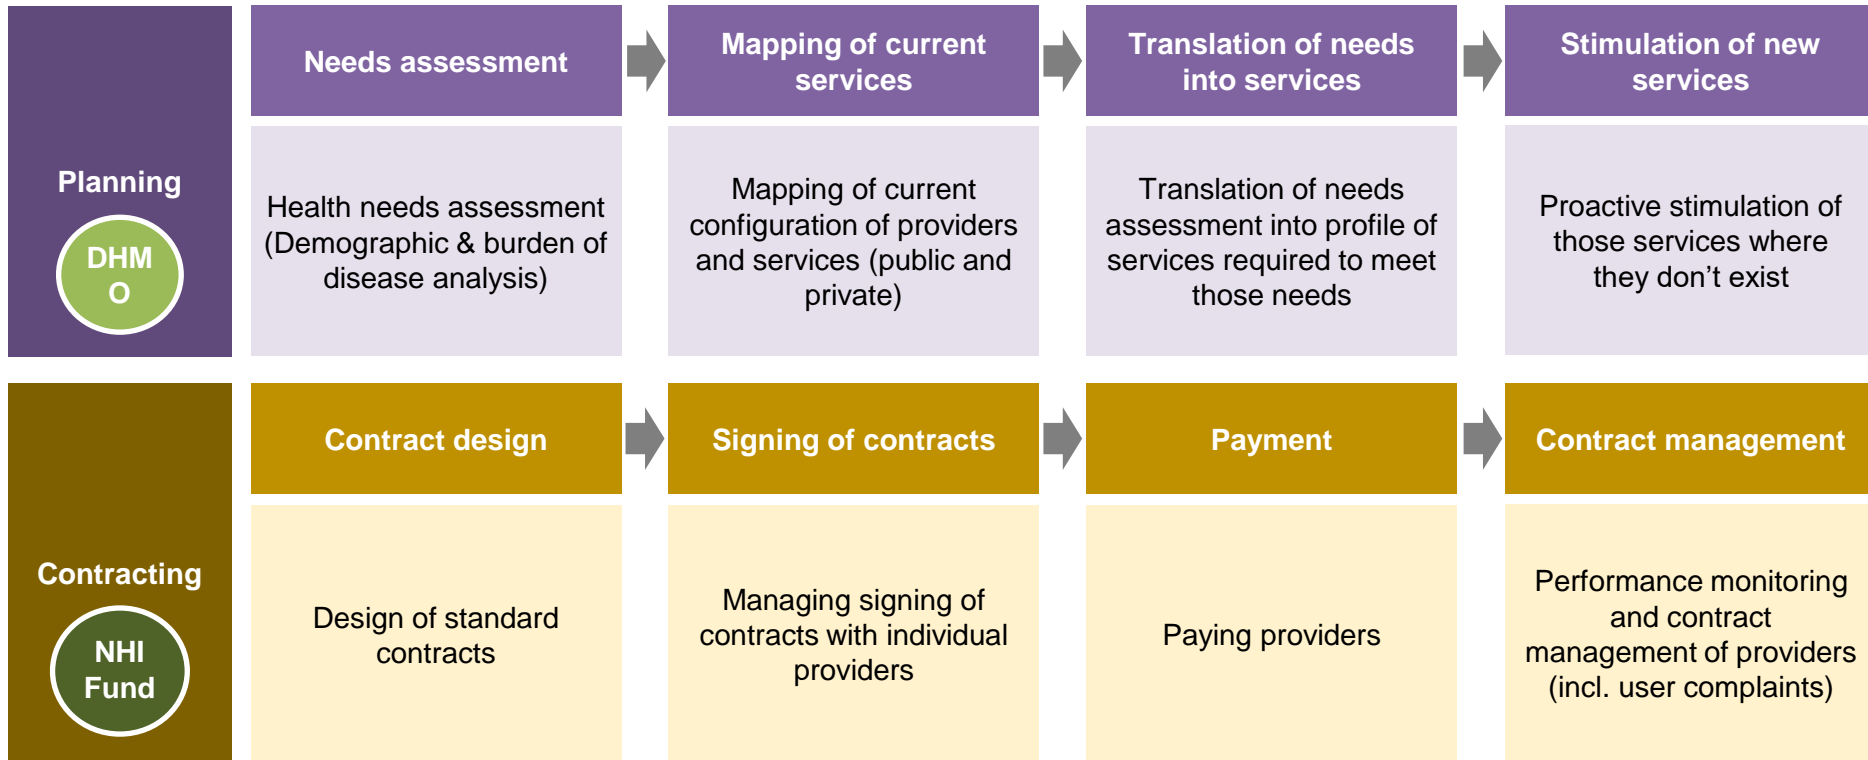 Planning
DHM
O
Needs assessment
Mapping of current
services
Translation of needs
into services
Stimulation of new
services
Health needs assessment
(Demographic & burden of
disease analysis)
Mapping of current
configuration of providers
and services (public and
private)
Translation of needs
assessment into profile of
services required to meet
those needs
Proactive stimulation of
those services where
they don’t exist
Contracting
NHI
Fund
Contract design
Signing of contracts
Payment
Contract management
Design of standard
contracts
Managing signing of
contracts with individual
providers
Paying providers
Performance monitoring
and contract
management of providers
(incl. user complaints)